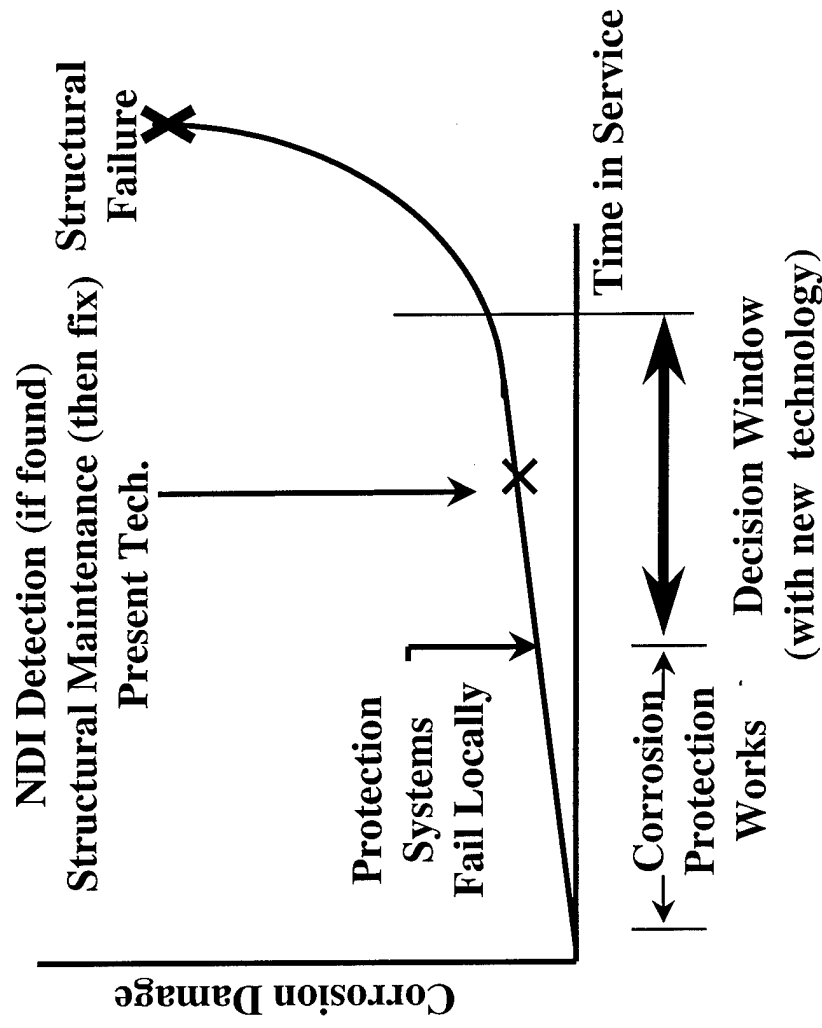 NDI Detection (if found)
Structural Maintenance (then fix)
Present Tech.
Structural
Failure
Protection
Systems
Fail Locally
Corrosion Damage
Time in Service
Corrosion
Protection
Works
Decision Window
(with new technology)